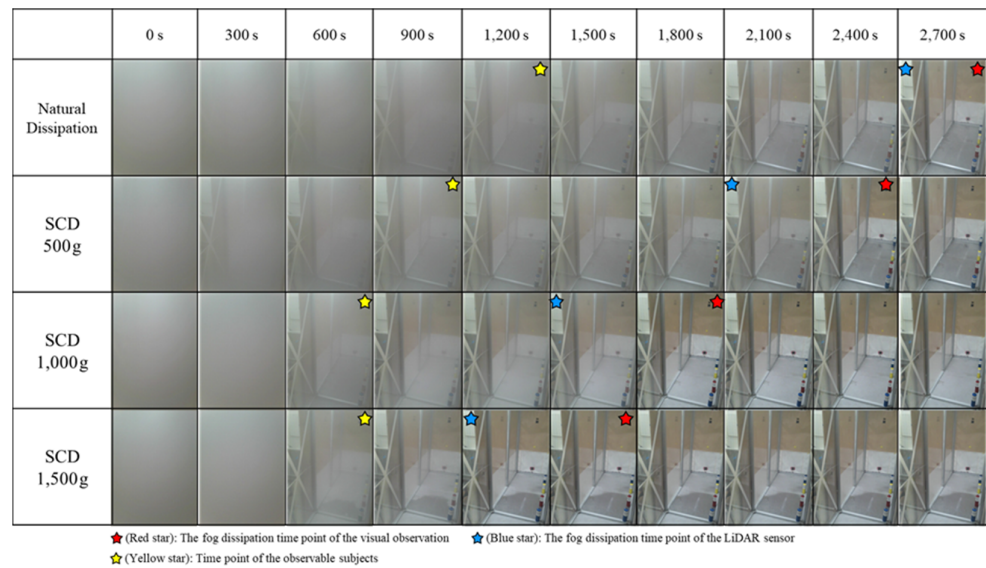 0 s 300 s 600 s 900 s 1,200 s 1,500 s 1,800 s 2,100 s 2,400 s 2,700 s
Natural
Dissipation
SCD
500g
SCD
1,000g
SCD
1,500g
(Red star): The fog dissipation time point of the visual observation (Blue star): The fog dissipation time point of the LiDAR sensor
(Yellow star): Time point of the observable subjects